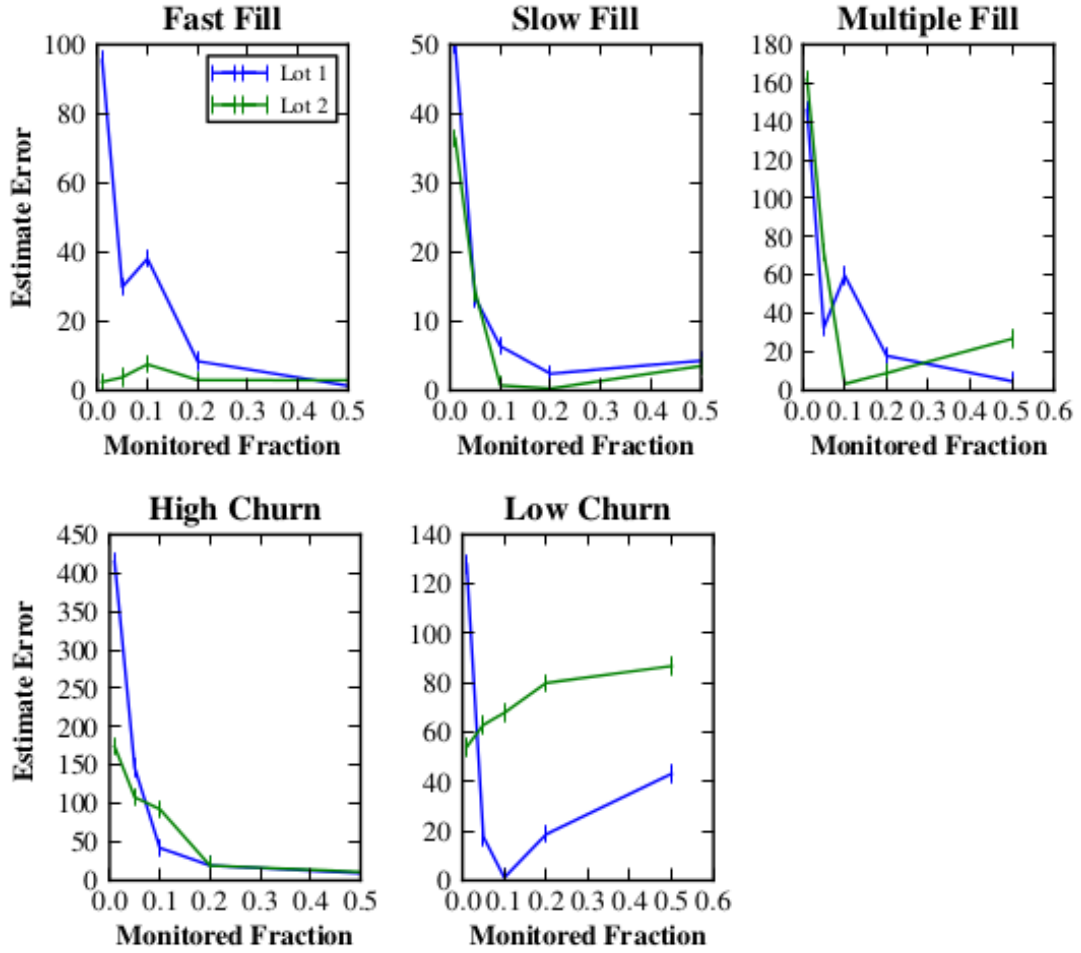 Fast Fill
Slow Fill
Multiple Fill
Estimate Error
100
80
60
40
20
0
Lot 1
Lot 2
0.0 0.1 0.2 0.3 0.4 0.5
Monitored Fraction
50
40
30
20
10
0
0.0 0.1 0.2 0.3 0.4 0.5
Monitored Fraction
180
160
140
120
100
80
60
40
20
0
0.0 0.1 0.2 0.3 0.4 0.5 0.6
Monitored Fraction
High Churn
Low Churn
Estimate Error
450
400
350
300
250
200
150
100
50
0
0.0 0.1 0.2 0.3 0.4 0.5
Monitored Fraction
140
120
100
80
60
40
20
0
0.0 0.1 0.2 0.3 0.4 0.5 0.6
Monitored Fraction